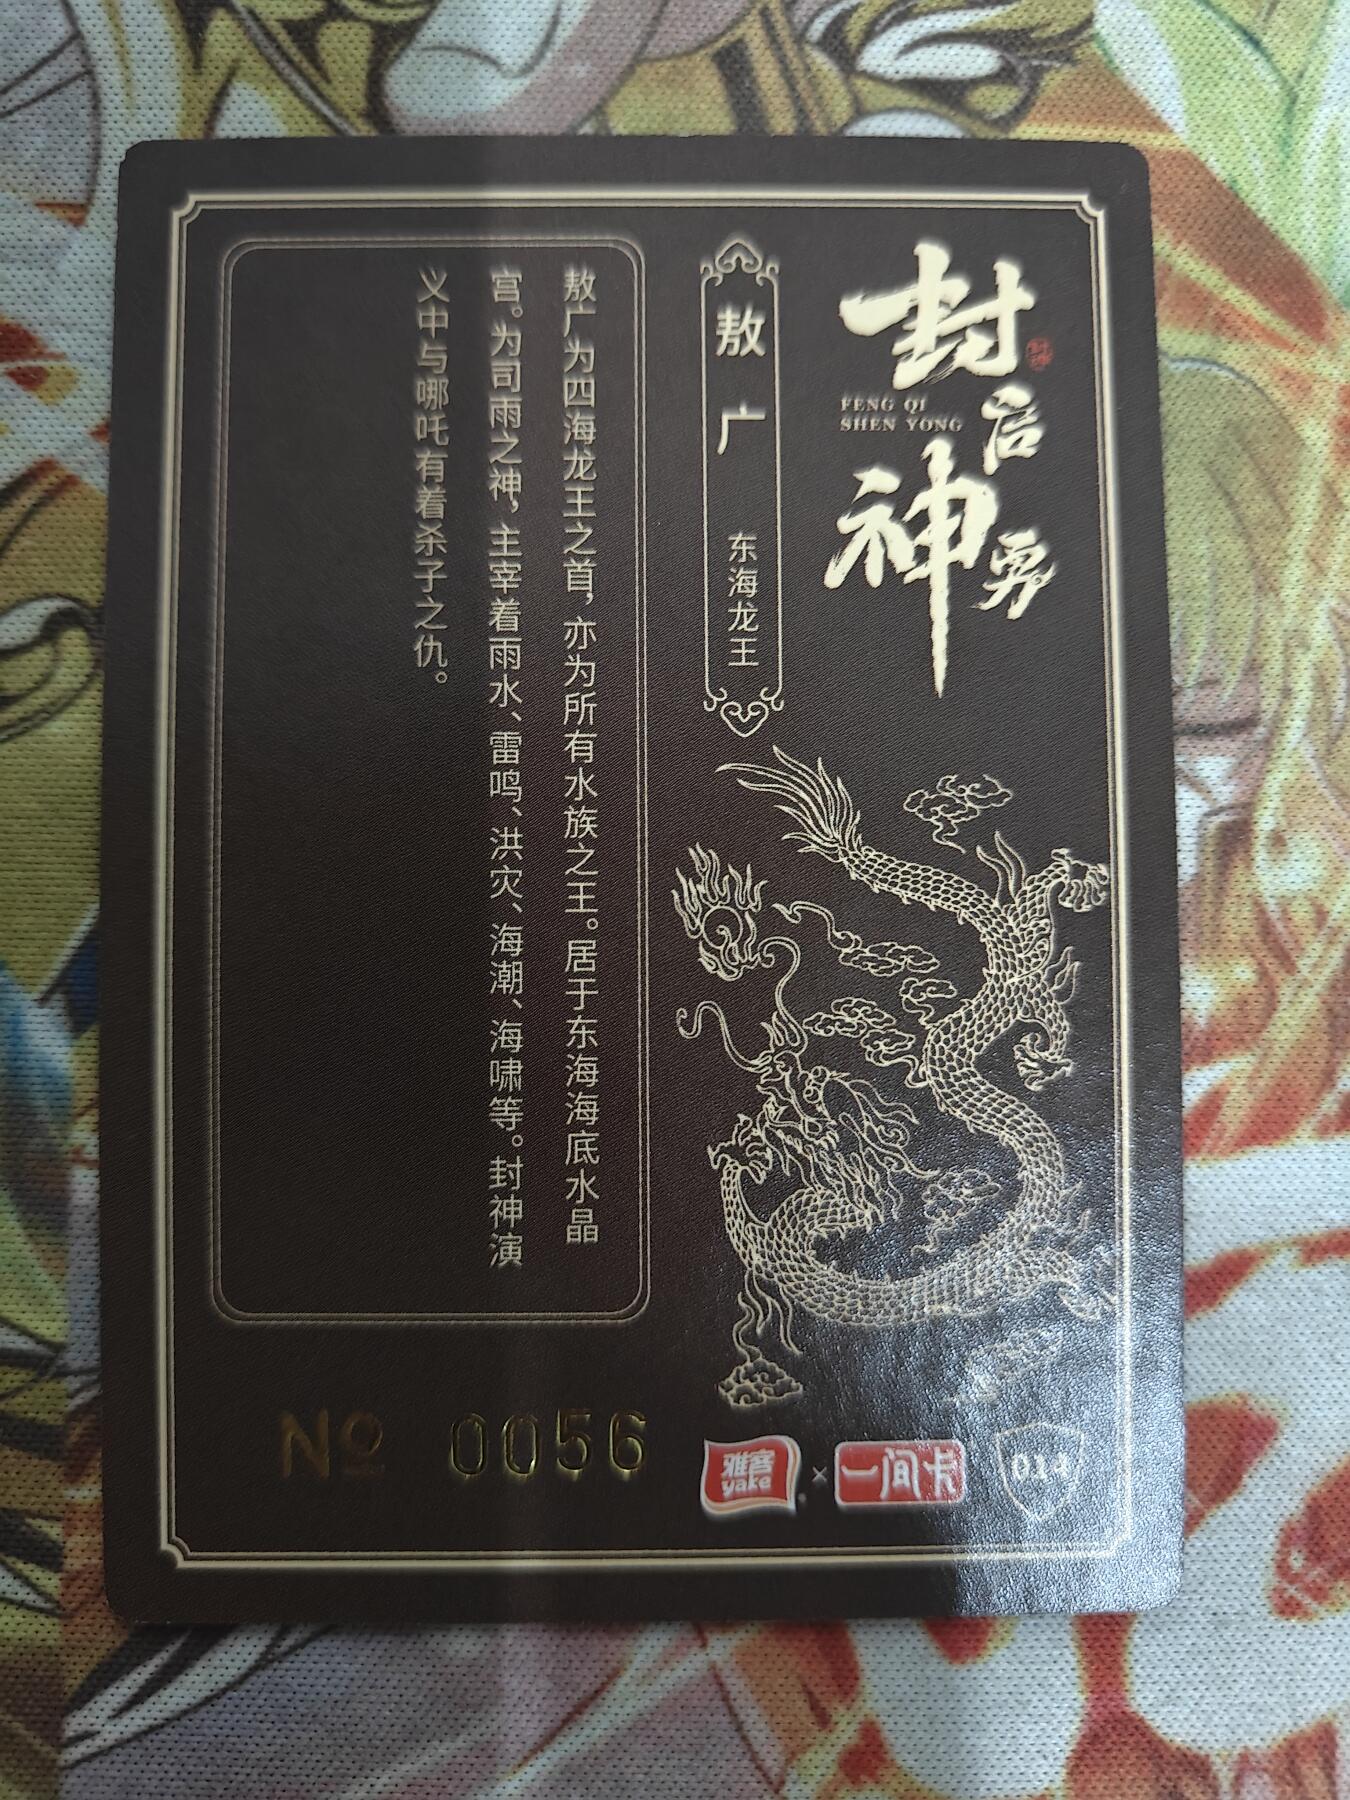 封启神勇
FENG QI
SHEN YONG
敖广 东海龙王
敖广为四海龙王之首，亦为所有水族之王。居于东海海底水晶
宫。为司雨之神，主宰着雨水、雷鸣、洪灾、海潮、海啸等。封神演
义中与哪吒有着杀子之仇。
No 0056
雅客
yake
×
一间卡
014